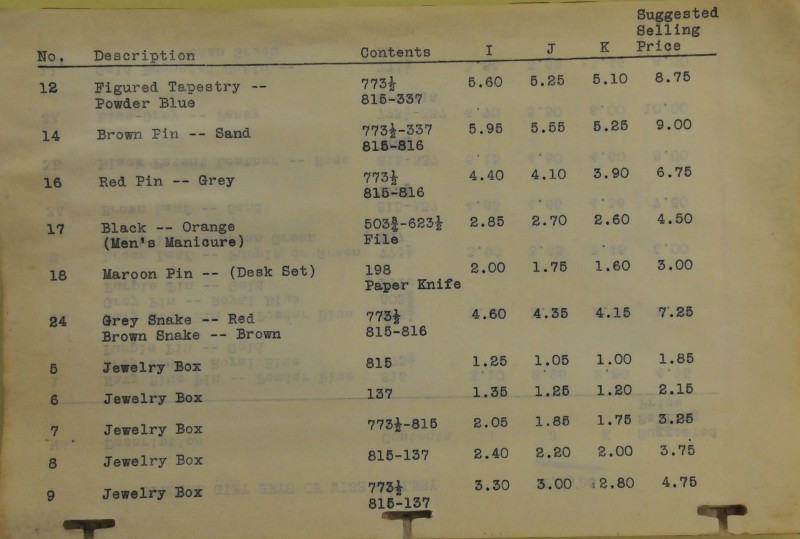 Suggested
Selling
No. Description Contents I J K Price
12 Figured Tapestry -- 773½ 5.60 5.25 5.10 8.75
Powder Blue 815-337
14 Brown Pin -- Sand 773½-337 5.95 5.55 5.25 9.00
815-816
16 Red Pin -- Grey 773½ 4.40 4.10 3.90 6.75
815-816
17 Black -- Orange 503¾-623½ 2.85 2.70 2.60 4.50
(Men's Manicure) File
18 Maroon Pin -- (Desk Set) 198 2.00 1.75 1.60 3.00
Paper Knife
24 Grey Snake -- Red 773½ 4.60 4.35 4.15 7.25
Brown Snake -- Brown 815-816
5 Jewelry Box 815 1.25 1.05 1.00 1.85
6 Jewelry Box 137 1.35 1.25 1.20 2.15
7 Jewelry Box 773½-815 2.05 1.85 1.75 3.25
8 Jewelry Box 815-137 2.40 2.20 2.00 3.75
9 Jewelry Box 773½ 3.30 3.00 2.80 4.75
815-137